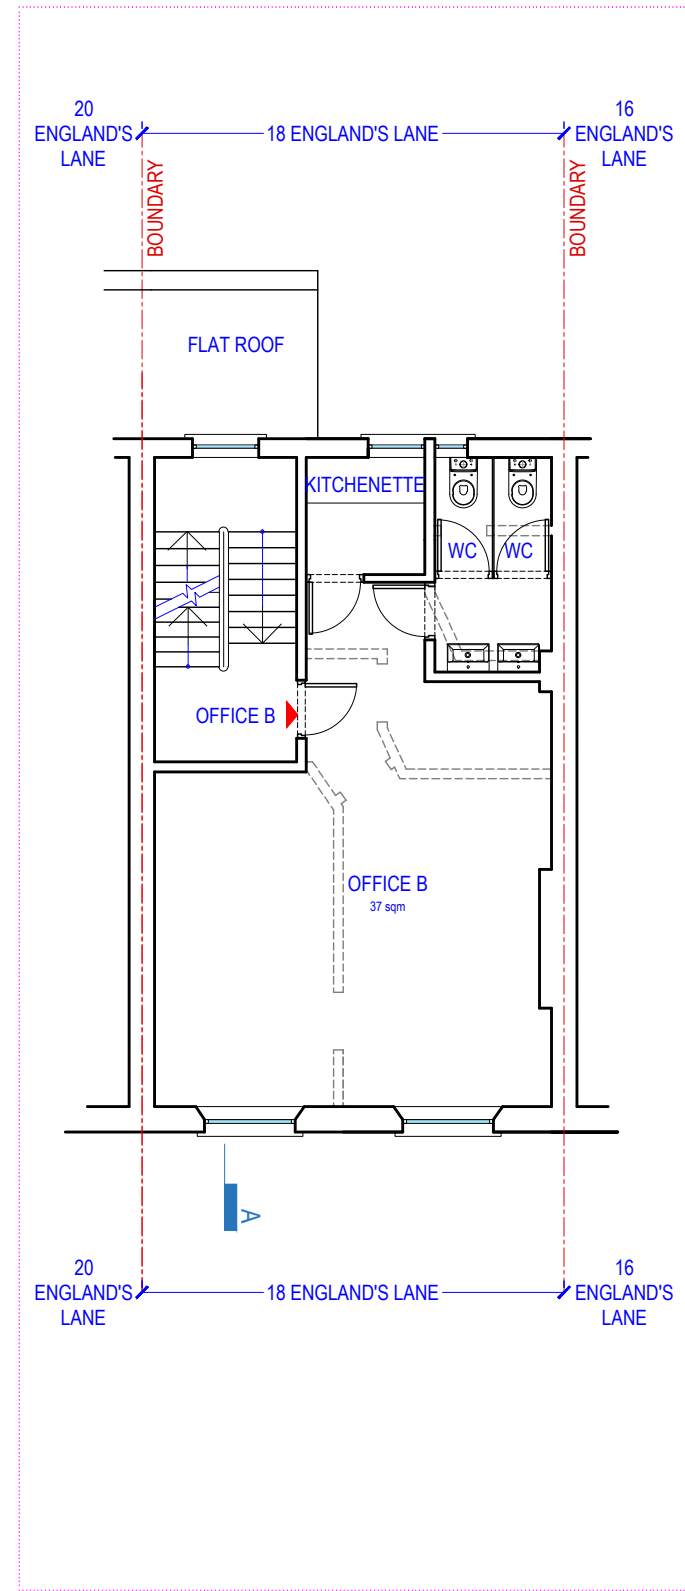 20
ENGLAND'S
LANE
18 ENGLAND'S LANE
16
ENGLAND'S
LANE
BOUNDARY
BOUNDARY
FLAT ROOF
KITCHENETTE
WC
WC
OFFICE B
OFFICE B
37 sqm
A
20
ENGLAND'S
LANE
18 ENGLAND'S LANE
16
ENGLAND'S
LANE